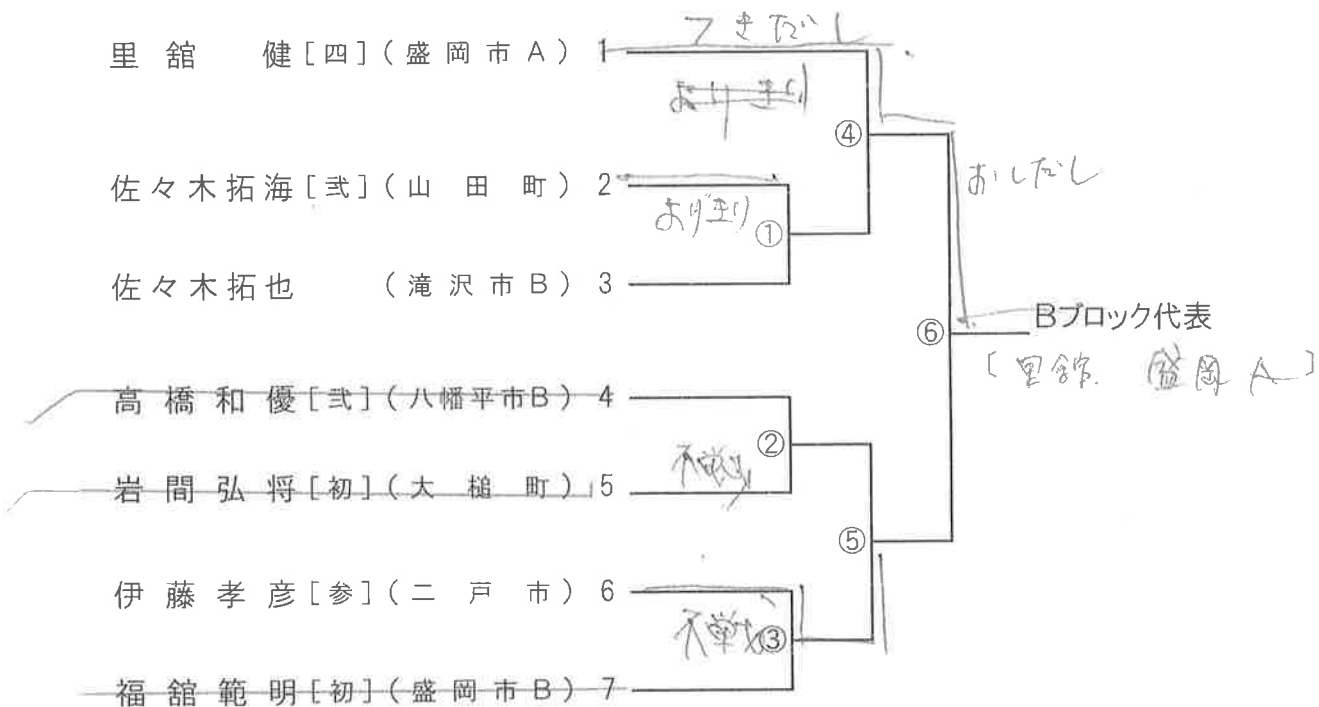 里舘 健[四](盛岡市A) 1
つきだし
よりきり
④
佐々木拓海[弐](山田町) 2
よりきり
①
おしだし
佐々木拓也 (滝沢市B) 3
⑥
Bブロック代表
[里舘 盛岡A]
高橋和優[弐](八幡平市B) 4
②
不戦
岩間弘将[初](大槌町) 5
⑤
伊藤孝彦[参](二戸市) 6
不戦
③
福舘範明[初](盛岡市B) 7